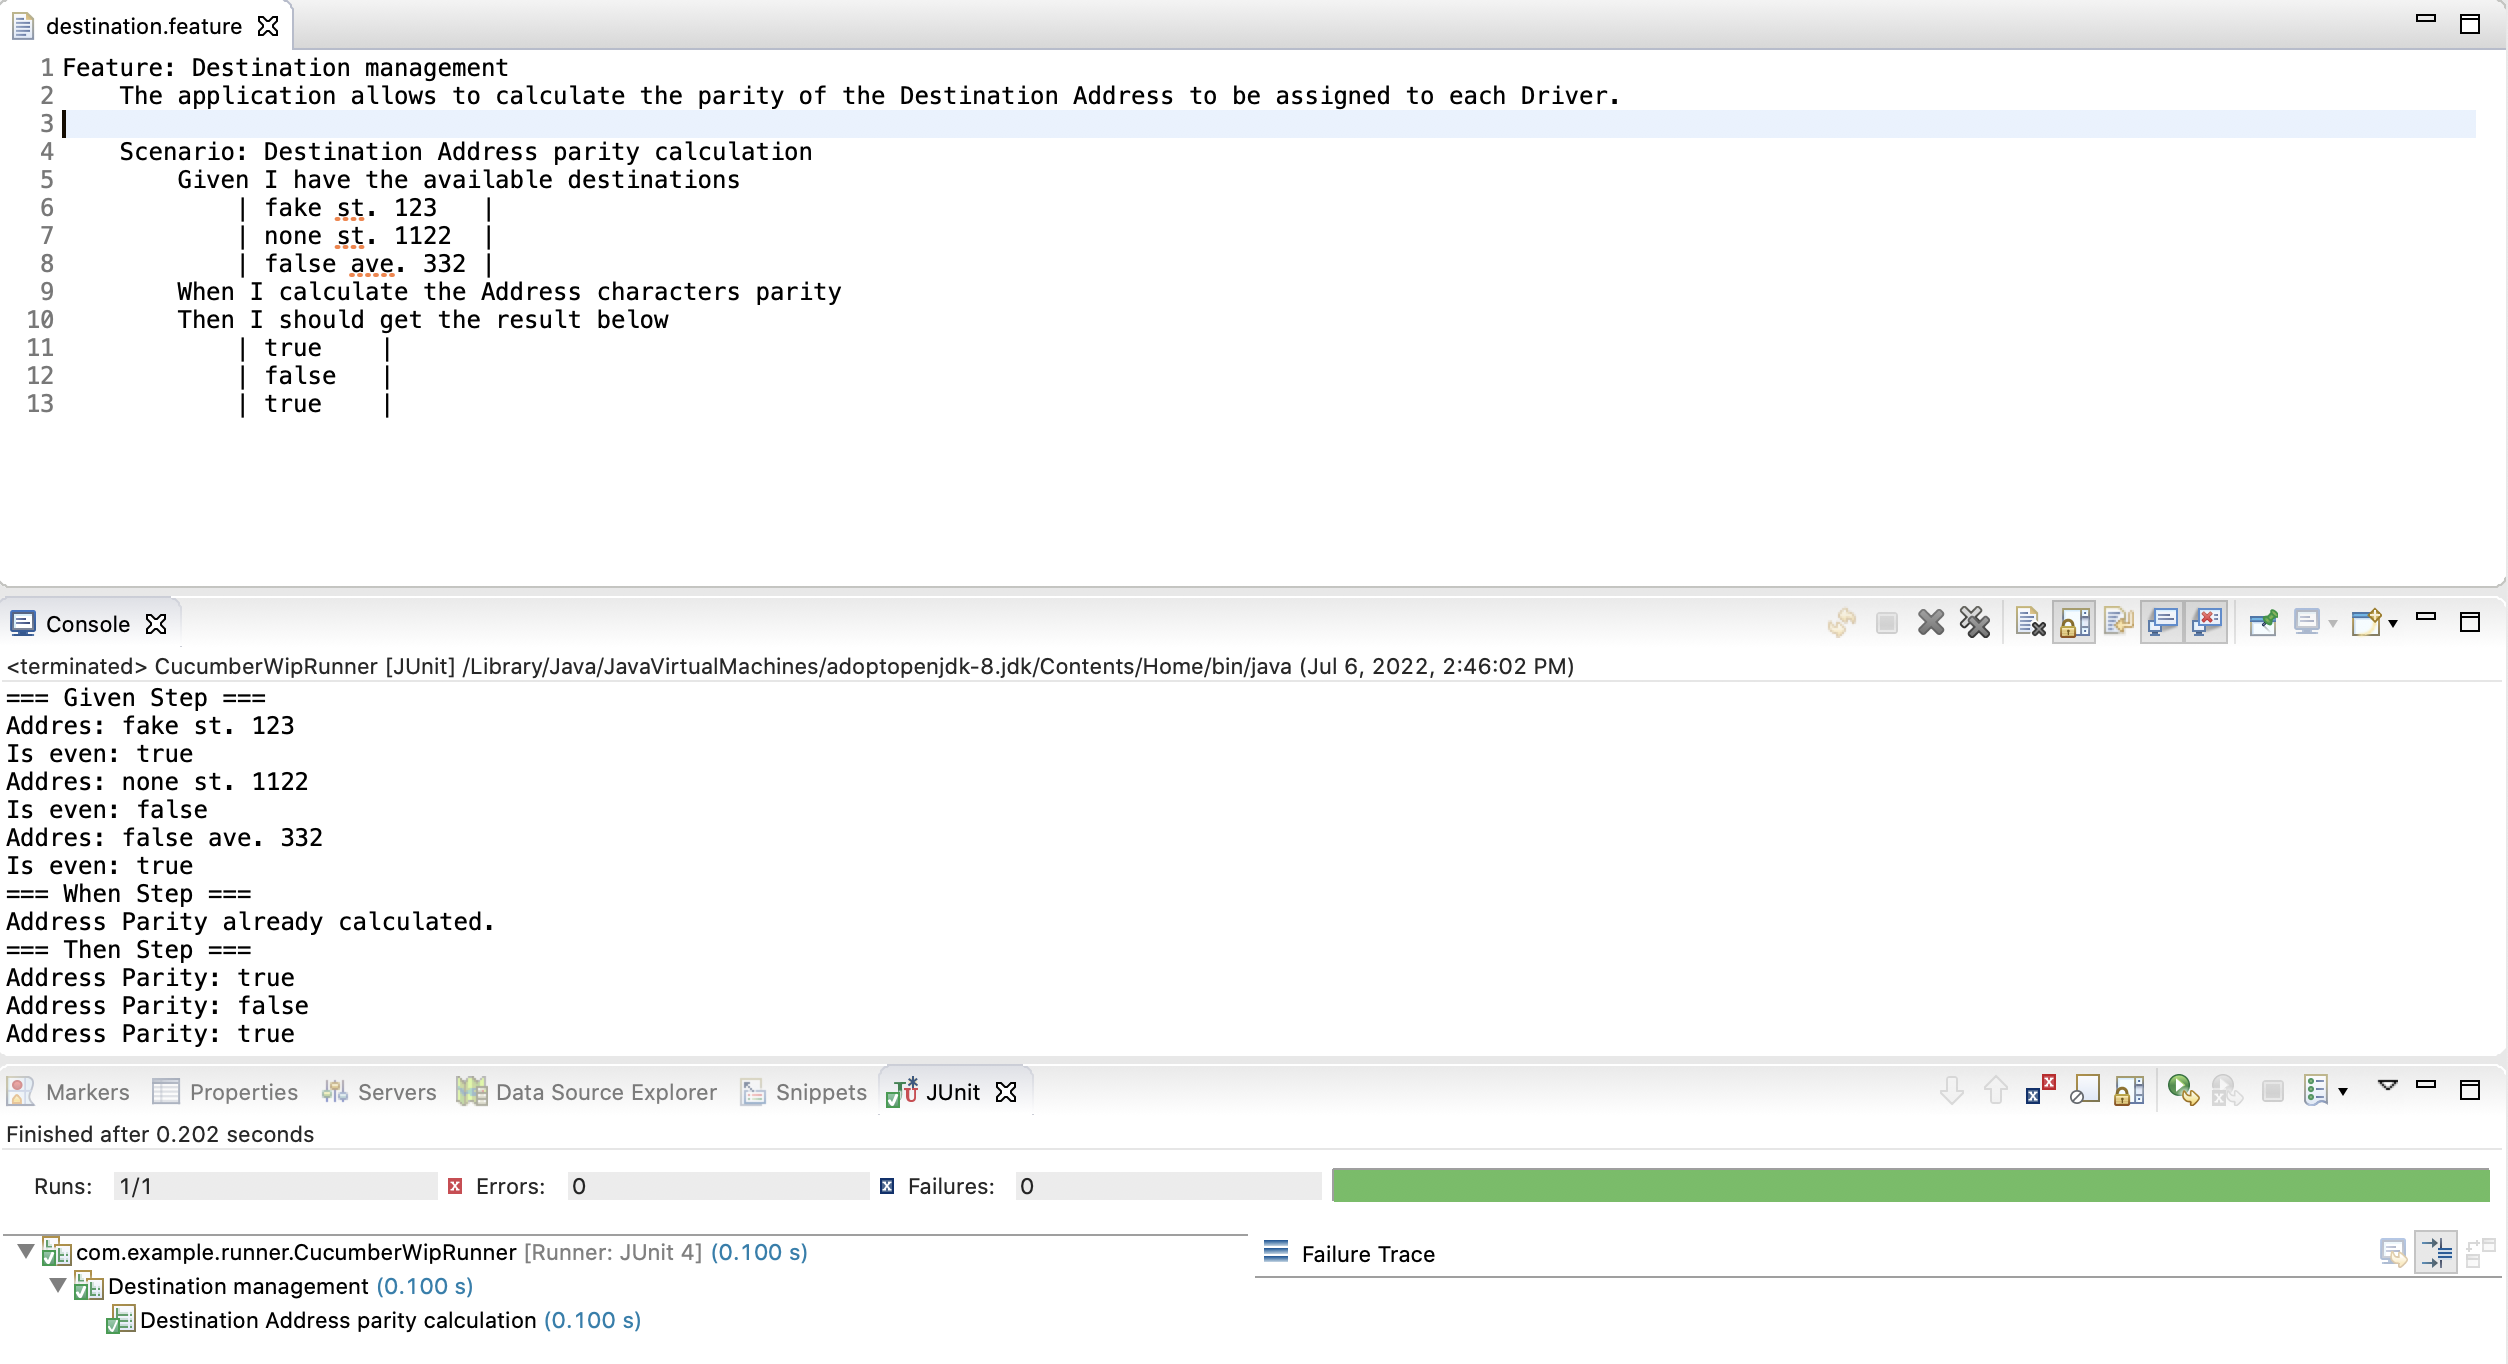 destination.feature
1 Feature: Destination management
2     The application allows to calculate the parity of the Destination Address to be assigned to each Driver.
3
4     Scenario: Destination Address parity calculation
5         Given I have the available destinations
6             | fake st. 123   |
7             | none st. 1122  |
8             | false ave. 332 |
9         When I calculate the Address characters parity
10         Then I should get the result below
11             | true    |
12             | false   |
13             | true    |
Console
<terminated> CucumberWipRunner [JUnit] /Library/Java/JavaVirtualMachines/adoptopenjdk-8.jdk/Contents/Home/bin/java (Jul 6, 2022, 2:46:02 PM)
=== Given Step ===
Addres: fake st. 123
Is even: true
Addres: none st. 1122
Is even: false
Addres: false ave. 332
Is even: true
=== When Step ===
Address Parity already calculated.
=== Then Step ===
Address Parity: true
Address Parity: false
Address Parity: true
Markers Properties Servers Data Source Explorer Snippets JUnit
Finished after 0.202 seconds
Runs: 1/1 Errors: 0 Failures: 0
com.example.runner.CucumberWipRunner [Runner: JUnit 4] (0.100 s)
Failure Trace
Destination management (0.100 s)
Destination Address parity calculation (0.100 s)